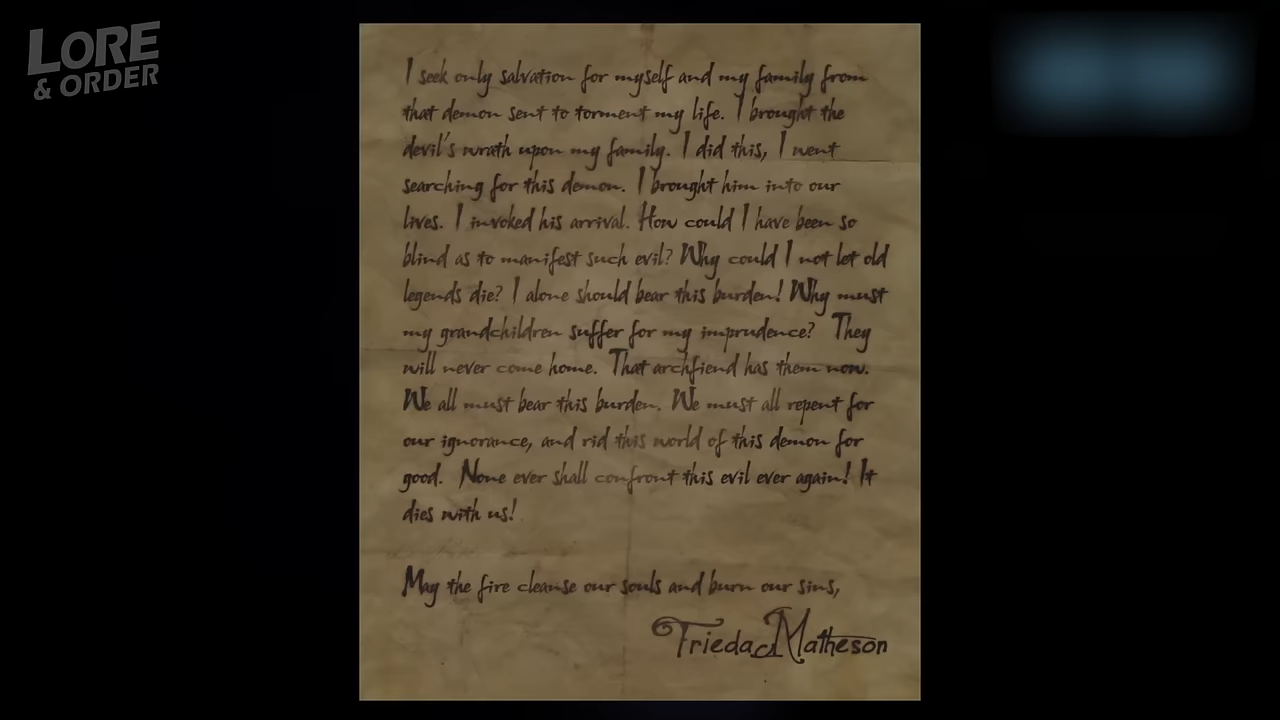 LORE
& ORDER
I seek only salvation for myself and my family from
that demon sent to torment my life. I brought the
devil's wrath upon my family. I did this, I went
searching for this demon. I brought him into our
lives. I invoked his arrival. How could I have been so
blind as to manifest such evil? Why could I not let old
legends die? I alone should bear this burden! Why must
my grandchildren suffer for my imprudence? They
will never come home. That archfiend has them now.
We all must bear this burden. We must all repent for
our ignorance, and rid this world of this demon for
good. None ever shall confront this evil ever again! It
dies with us!
May the fire cleanse our souls and burn our sins,
Frieda Matheson